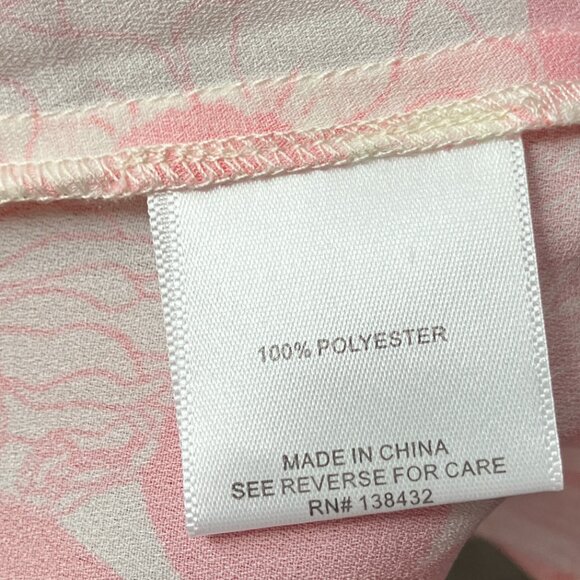 100% POLYESTER
MADE IN CHINA
SEE REVERSE FOR CARE
RN# 138432